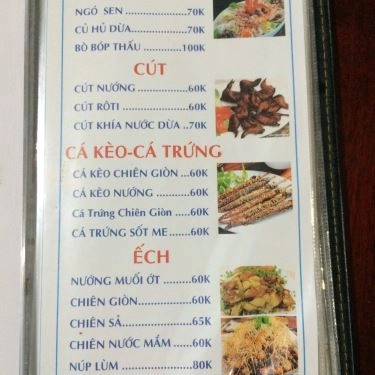 NGÓ SEN ................70K
CỦ HỦ DỪA..............70K
BÒ BÓP THẤU ..........100K
CÚT
CÚT NƯỚNG .............60K
CÚT RÔTI ................60K
CÚT KHÍA NƯỚC DỪA ..70K
CÁ KÈO-CÁ TRỨNG
CÁ KÈO CHIÊN GIÒN ....60K
CÁ KÈO NƯỚNG .........60K
Cá Trứng Chiên Giòn .....60K
CÁ TRỨNG SỐT ME ......60K
ẾCH
NƯỚNG MUỐI ỚT .......60K
CHIÊN GIÒN..............60K
CHIÊN SẢ.................65K
CHIÊN NƯỚC MẮM ......60K
NÚP LÙM .................80K